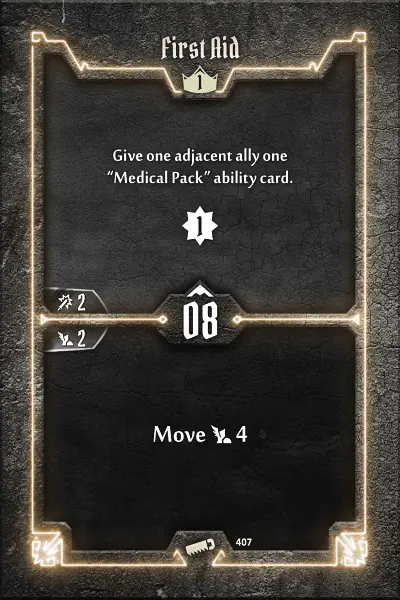 First Aid
1
Give one adjacent ally one
“Medical Pack” ability card.
1
2
08
2
Move 4
407